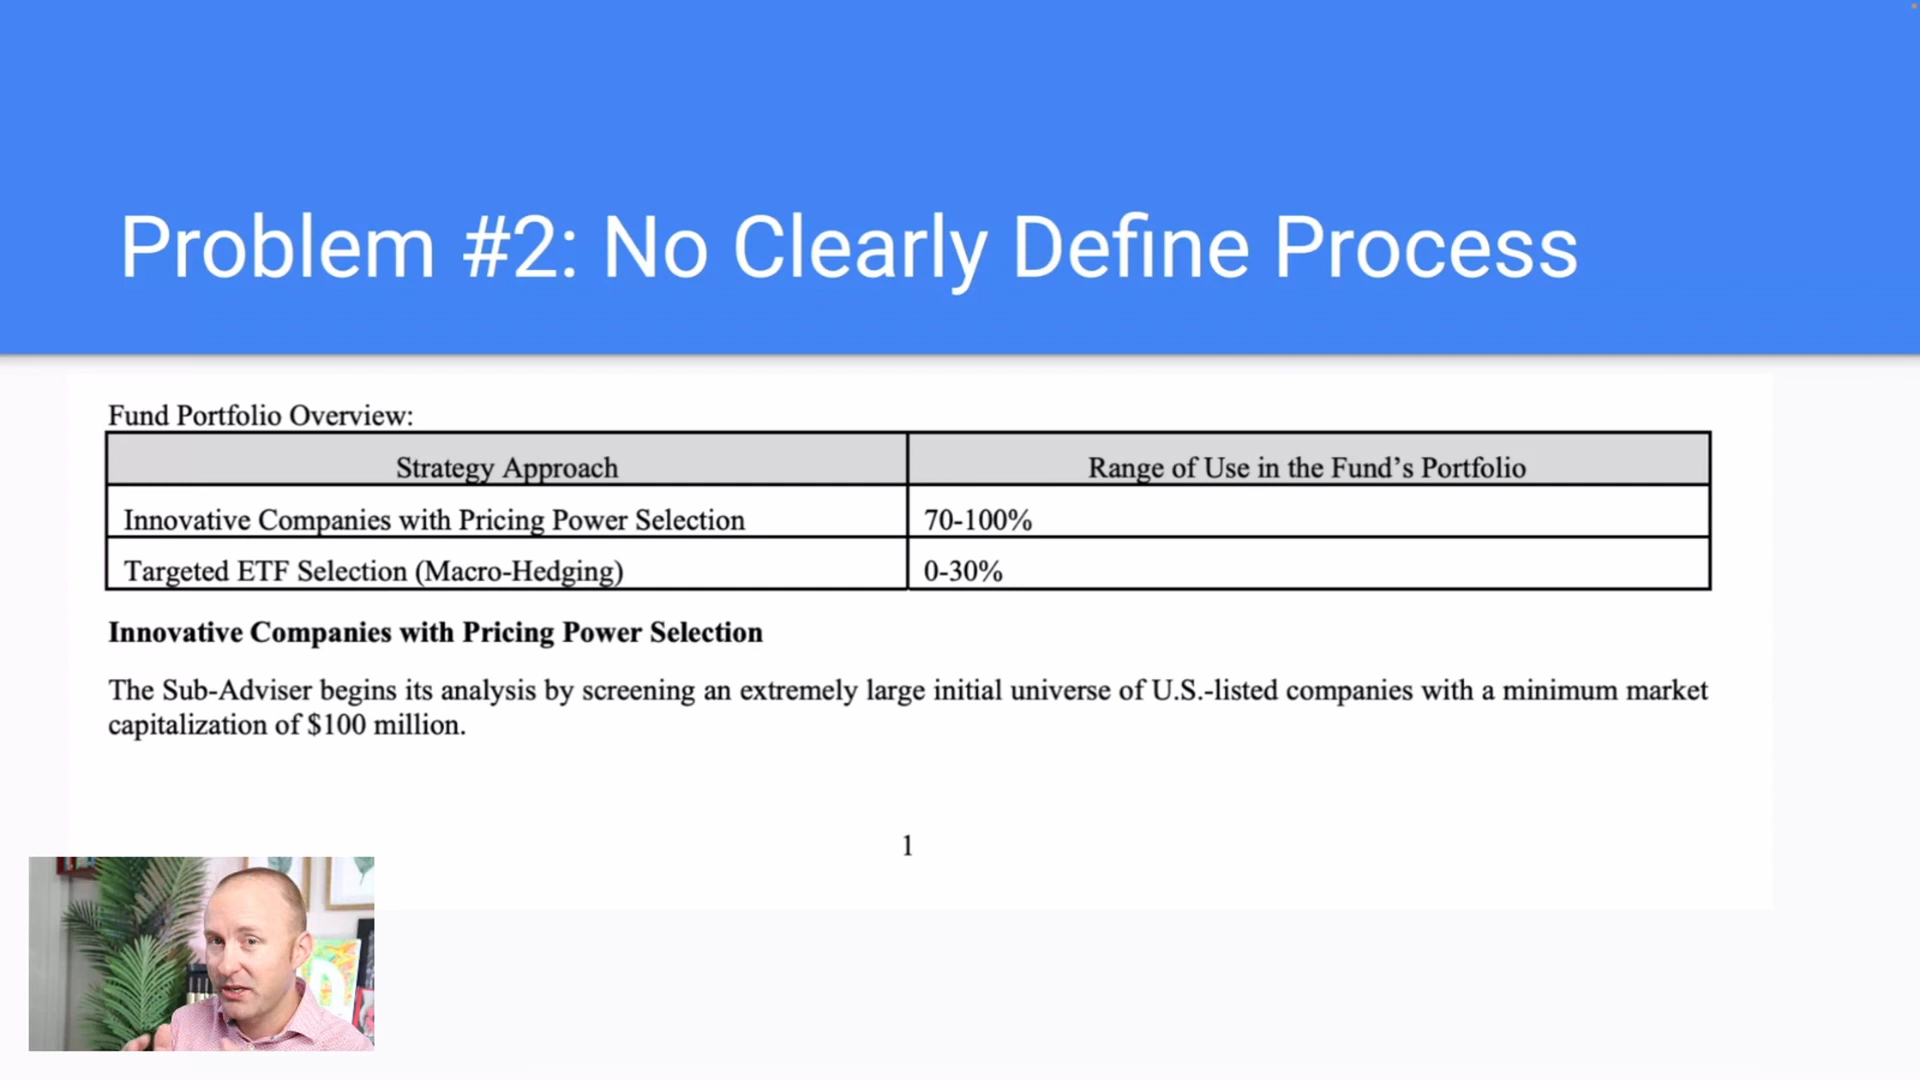 Problem #2: No Clearly Define Process
Fund Portfolio Overview:
Strategy Approach
Range of Use in the Fund's Portfolio
Innovative Companies with Pricing Power Selection
70-100%
Targeted ETF Selection (Macro-Hedging)
0-30%
Innovative Companies with Pricing Power Selection
The Sub-Adviser begins its analysis by screening an extremely large initial universe of U.S.-listed companies with a minimum market
capitalization of $100 million.
1